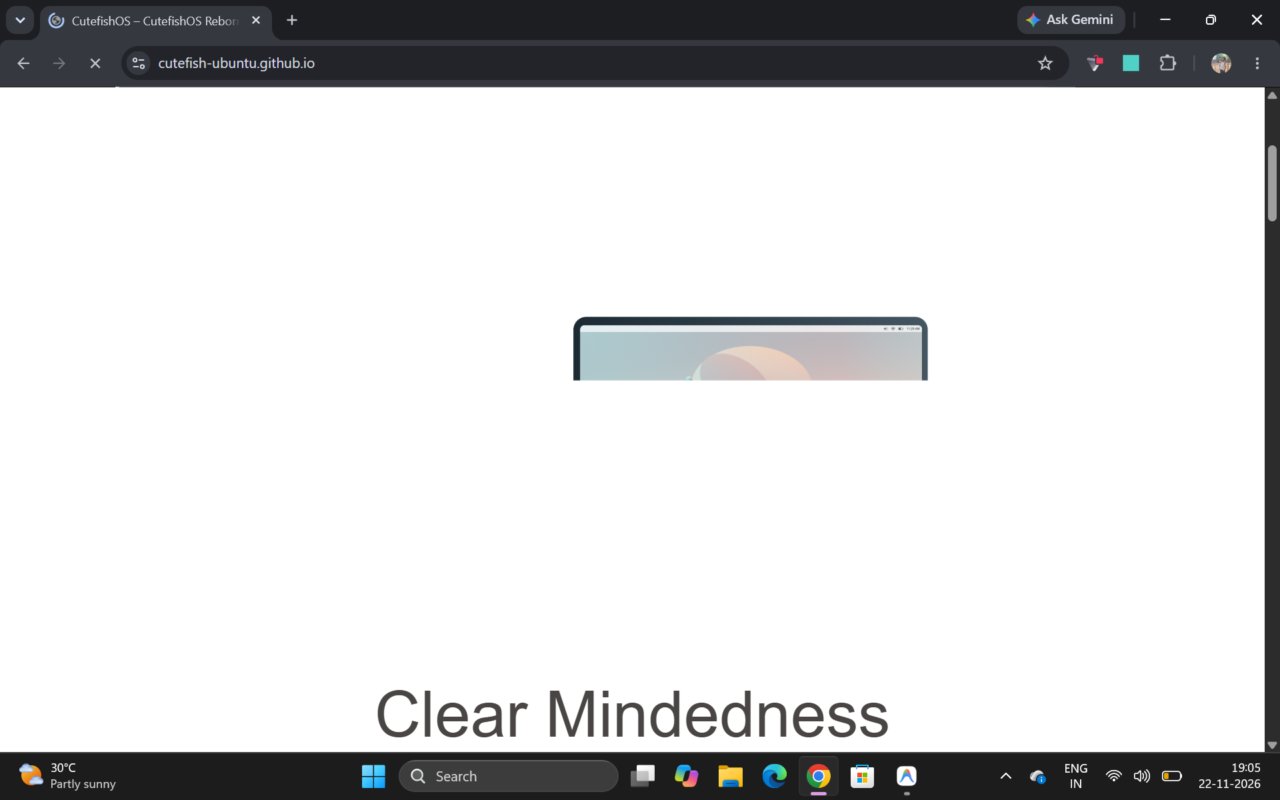 CutefishOS – CutefishOS Rebor
Ask Gemini
cutefish-ubuntu.github.io
Clear Mindedness
30°C
Partly sunny
Search
ENG
IN
19:05
22-11-2026